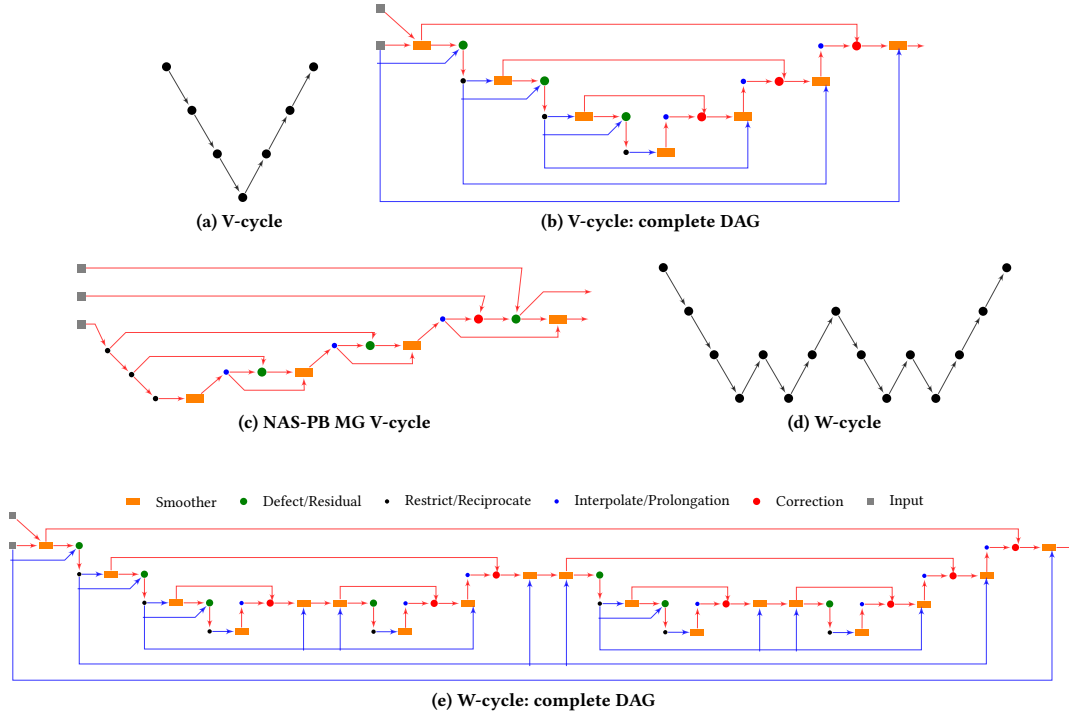 (a) V-cycle
(b) V-cycle: complete DAG
(c) NAS-PB MG V-cycle
(d) W-cycle
Smoother Defect/Residual Restrict/Reciprocate Interpolate/Prolongation Correction Input
(e) W-cycle: complete DAG